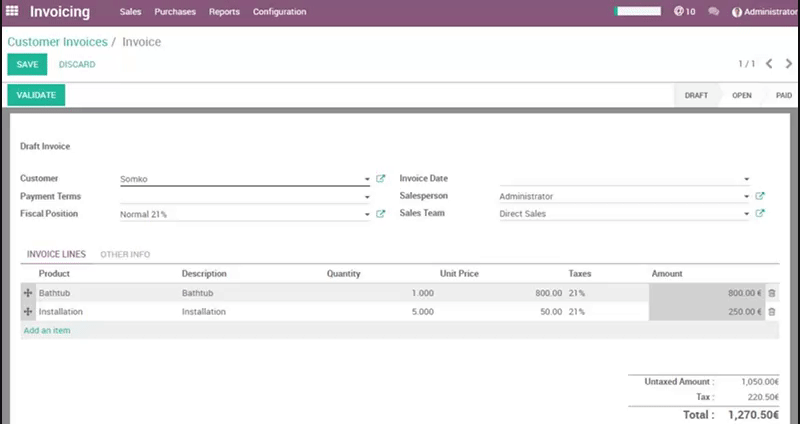 Invoicing Sales Purchases Reports Configuration @10 Administrator
Customer Invoices / Invoice
SAVE DISCARD 1 / 1
VALIDATE DRAFT OPEN PAID
Draft Invoice
Customer Somko Invoice Date
Payment Terms Salesperson Administrator
Fiscal Position Normal 21% Sales Team Direct Sales
INVOICE LINES OTHER INFO
Product Description Quantity Unit Price Taxes Amount
Bathtub Bathtub 1.000 800.00 21% 800.00 €
Installation Installation 5.000 50.00 21% 250.00 €
Add an item
Untaxed Amount : 1,050.00€
Tax : 220.50€
Total : 1,270.50€